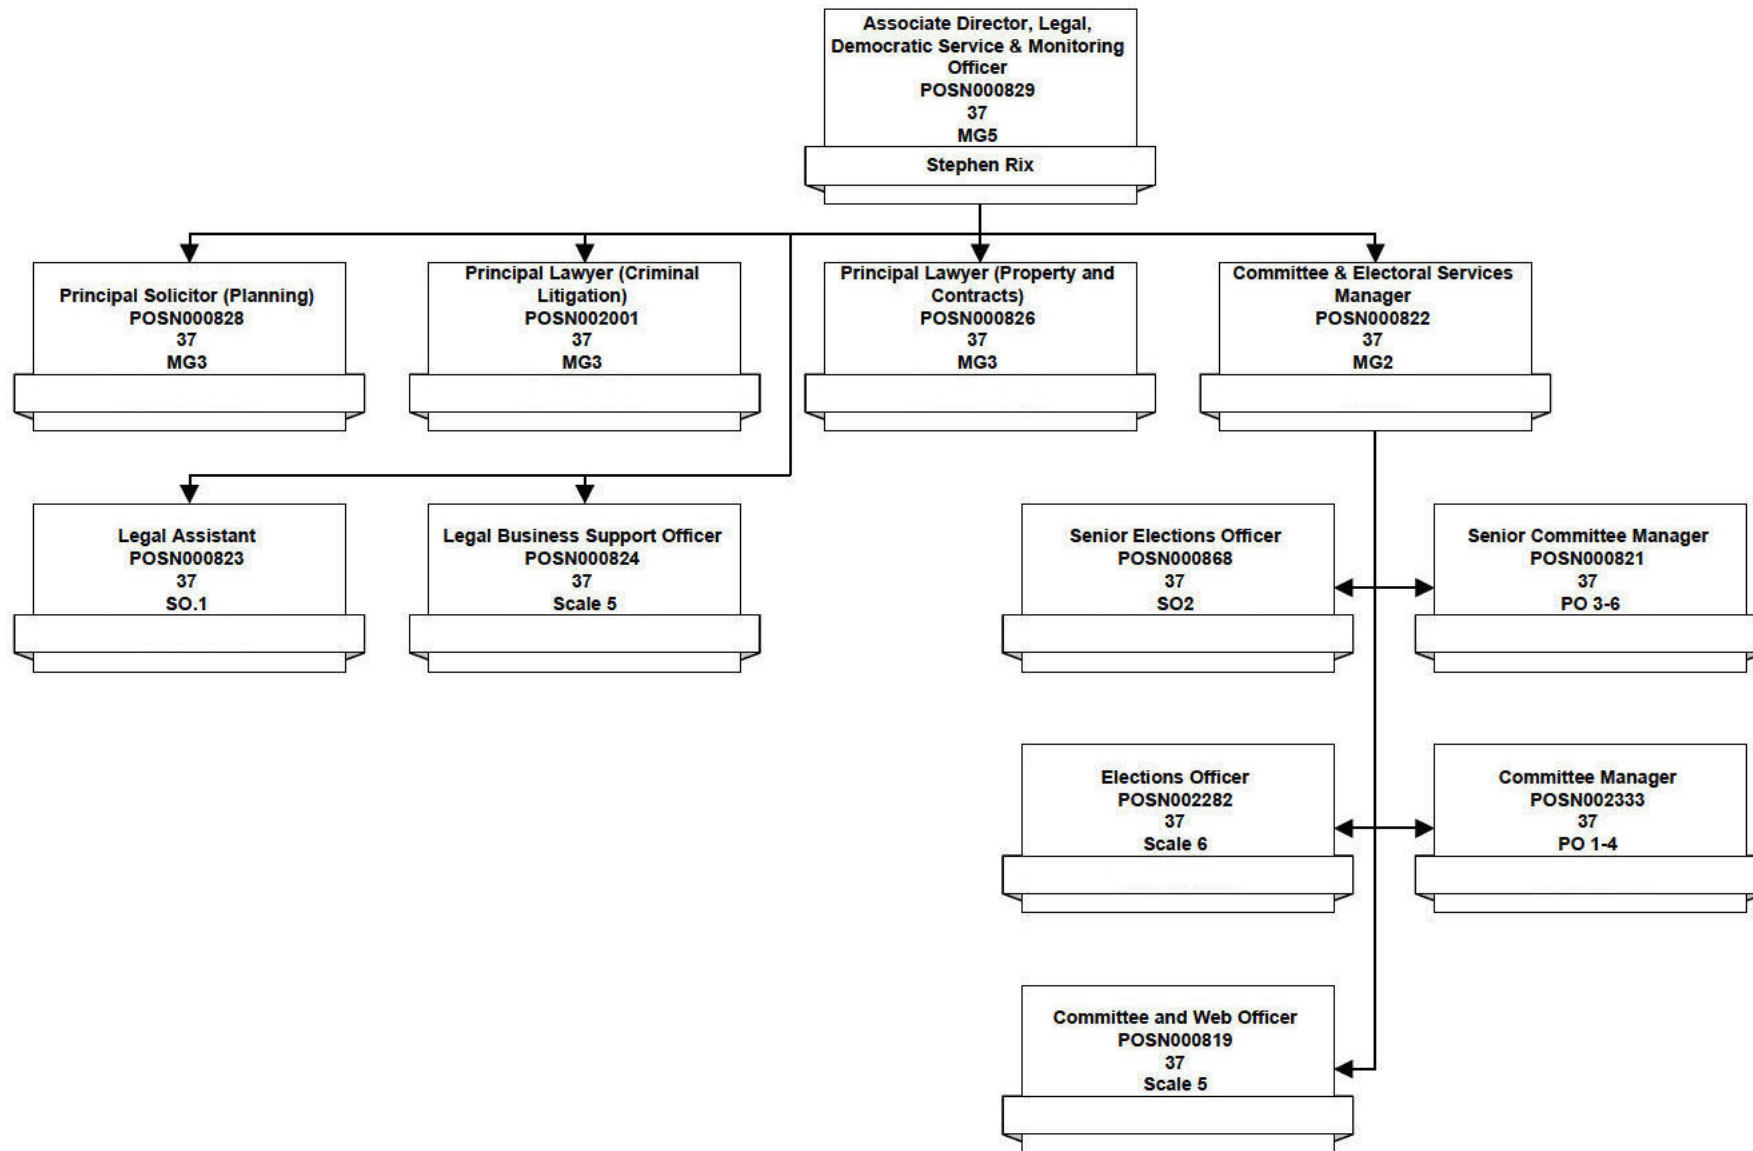 Associate Director, Legal,
Democratic Service & Monitoring
Officer
POSN000829
37
MG5
Stephen Rix
Principal Solicitor (Planning)
POSN000828
37
MG3
Principal Lawyer (Criminal
Litigation)
POSN002001
37
MG3
Principal Lawyer (Property and
Contracts)
POSN000826
37
MG3
Committee & Electoral Services
Manager
POSN000822
37
MG2
Legal Assistant
POSN000823
37
SO.1
Legal Business Support Officer
POSN000824
37
Scale 5
Senior Elections Officer
POSN000868
37
SO2
Senior Committee Manager
POSN000821
37
PO 3-6
Elections Officer
POSN002282
37
Scale 6
Committee Manager
POSN002333
37
PO 1-4
Committee and Web Officer
POSN000819
37
Scale 5